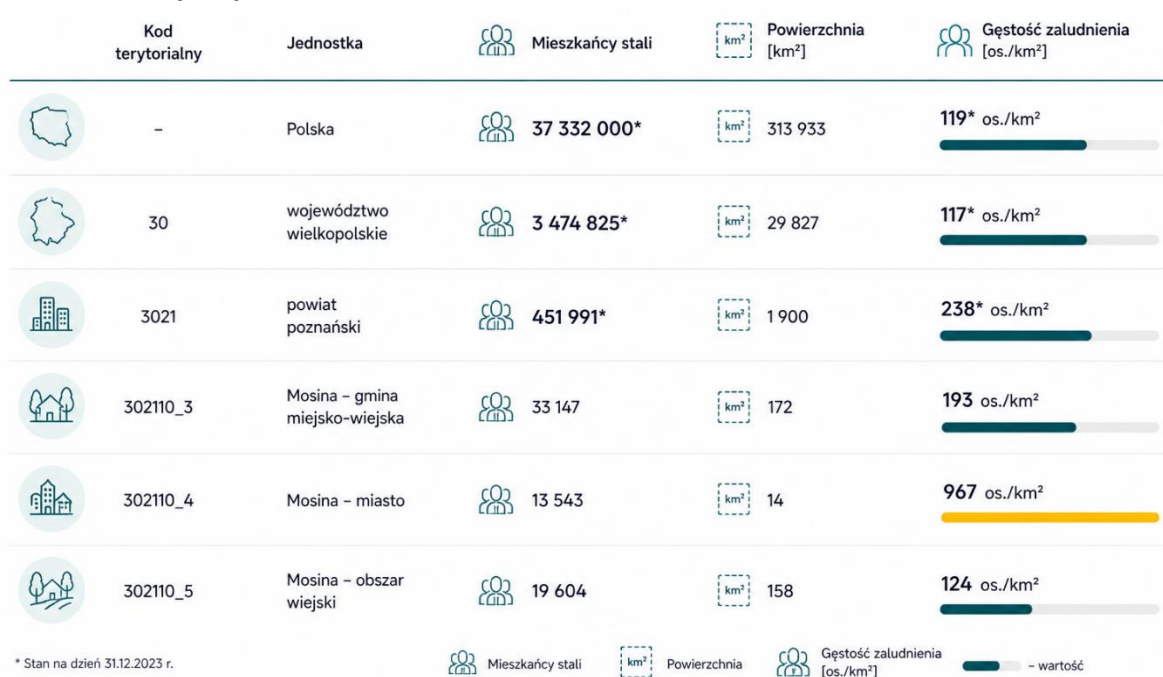 Kod
terytorialny
Jednostka
Mieszkańcy stali
km²
Powierzchnia
[km²]
Gęstość zaludnienia
[os./km²]
–
Polska
37 332 000*
km²
313 933
119* os./km²
30
województwo
wielkopolskie
3 474 825*
km²
29 827
117* os./km²
3021
powiat
poznański
451 991*
km²
1 900
238* os./km²
302110_3
Mosina – gmina
miejsko-wiejska
33 147
km²
172
193 os./km²
302110_4
Mosina – miasto
13 543
km²
14
967 os./km²
302110_5
Mosina – obszar
wiejski
19 604
km²
158
124 os./km²
* Stan na dzień 31.12.2023 r.
Mieszkańcy stali
km²
Powierzchnia
Gęstość zaludnienia
[os./km²]
– wartość